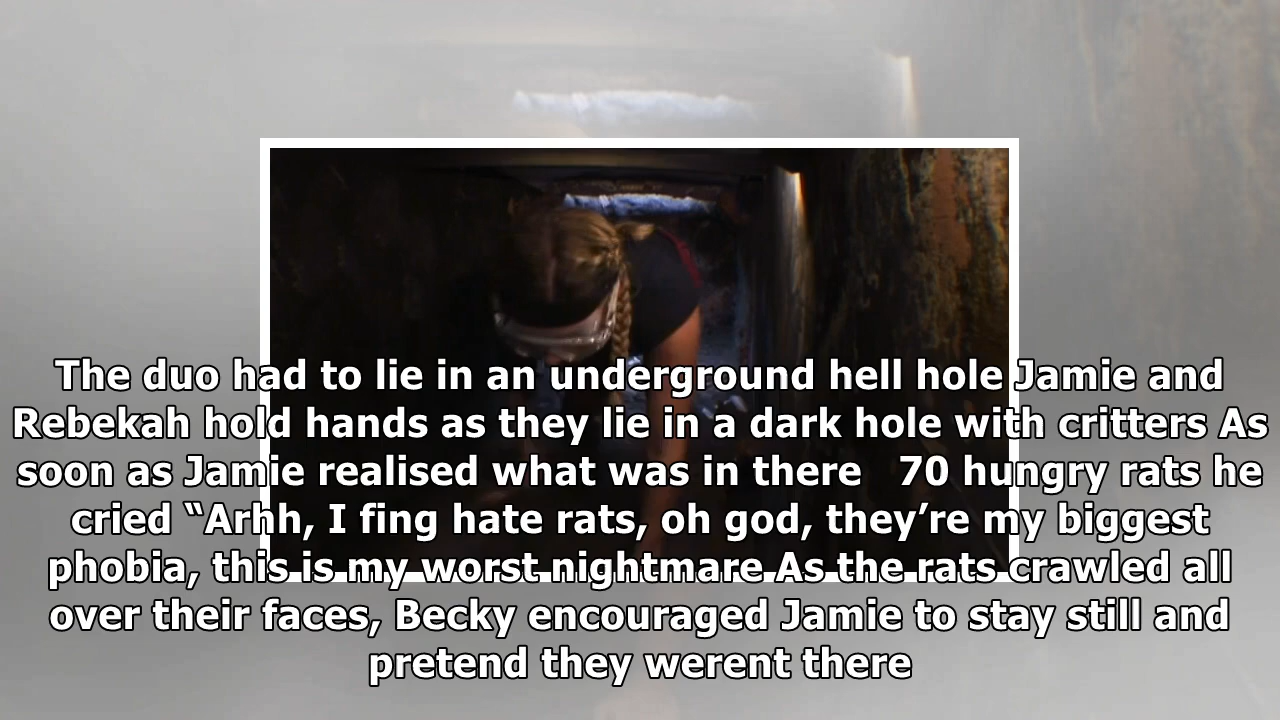 The duo had to lie in an underground hell hole Jamie and
Rebekah hold hands as they lie in a dark hole with critters As
soon as Jamie realised what was in there   70 hungry rats he
cried “Arhh, I fing hate rats, oh god, they’re my biggest
phobia, this is my worst nightmare As the rats crawled all
over their faces, Becky encouraged Jamie to stay still and
pretend they werent there